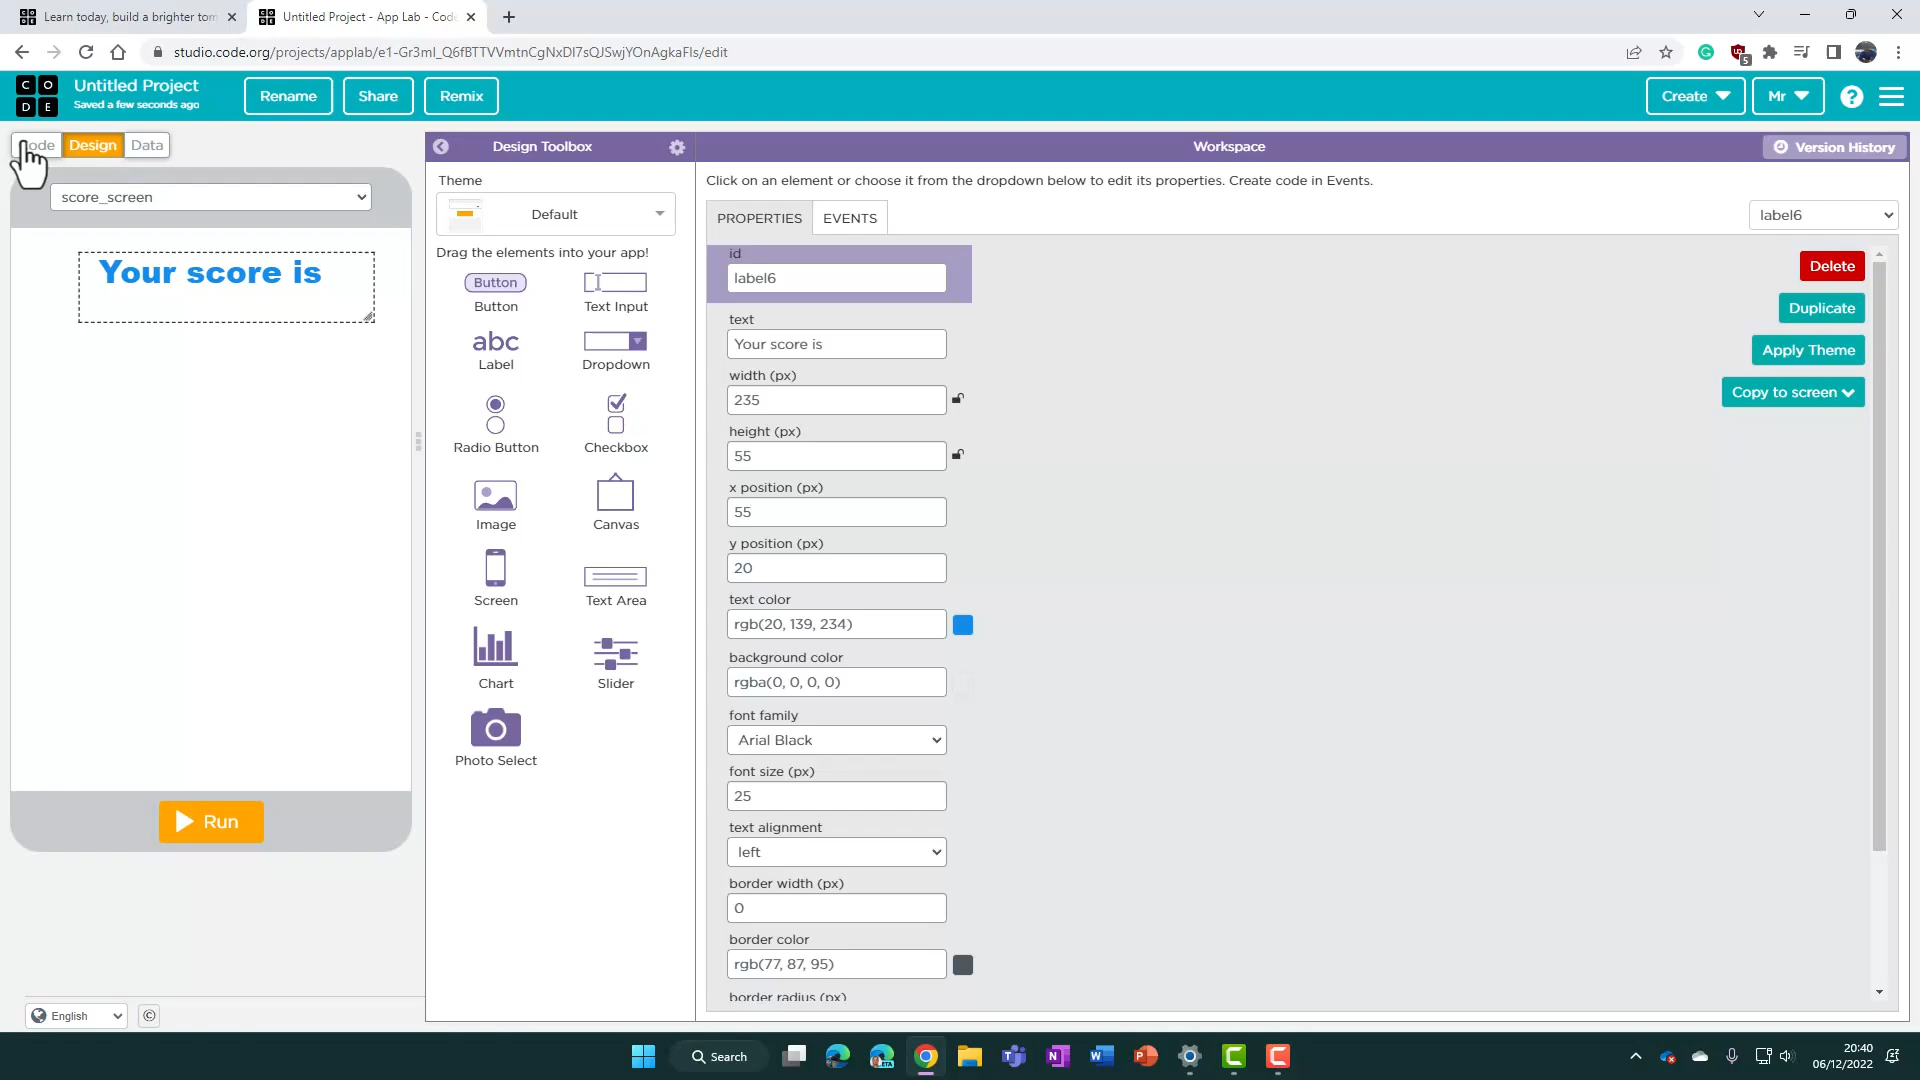 Learn today, build a brighter tom
Untitled Project - App Lab - Code
studio.code.org/projects/applab/e1-Gr3ml_Q6fBTTVVmtnCgNxDI7sQJSwjYOnAgkaFIs/edit
5
C O
D E
Untitled Project
Saved a few seconds ago
Rename
Share
Remix
Create
Mr
?
ode
Design
Data
Design Toolbox
Workspace
Version History
score_screen
Your score is
Run
English
©
Theme
Default
Drag the elements into your app!
Button
Button
Text Input
abc
Label
Dropdown
Radio Button
Checkbox
Image
Canvas
Screen
Text Area
Chart
Slider
Photo Select
Click on an element or choose it from the dropdown below to edit its properties. Create code in Events.
PROPERTIES
EVENTS
label6
id
label6
text
Your score is
width (px)
235
height (px)
55
x position (px)
55
y position (px)
20
text color
rgb(20, 139, 234)
background color
rgba(0, 0, 0, 0)
font family
Arial Black
font size (px)
25
text alignment
left
border width (px)
0
border color
rgb(77, 87, 95)
border radius (px)
Delete
Duplicate
Apply Theme
Copy to screen
Search
20:40
06/12/2022